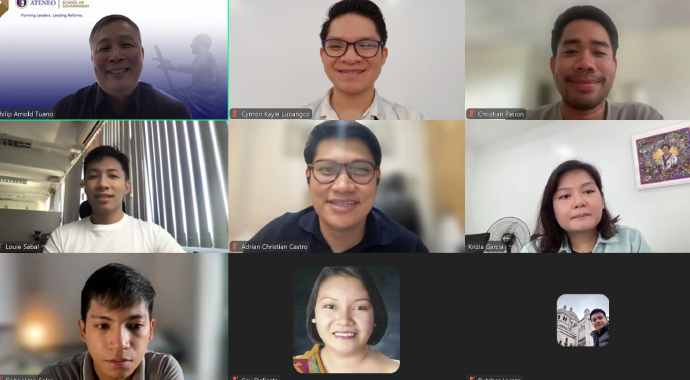 ATENEO SCHOOL OF
GOVERNMENT
Forming Leaders. Leading Reforms.
hilip Arnold Tuano
Cymon Kayle Lubangco
Christian Pasion
Louie Sabal
Adrian Christian Castro
Krizia Garcia